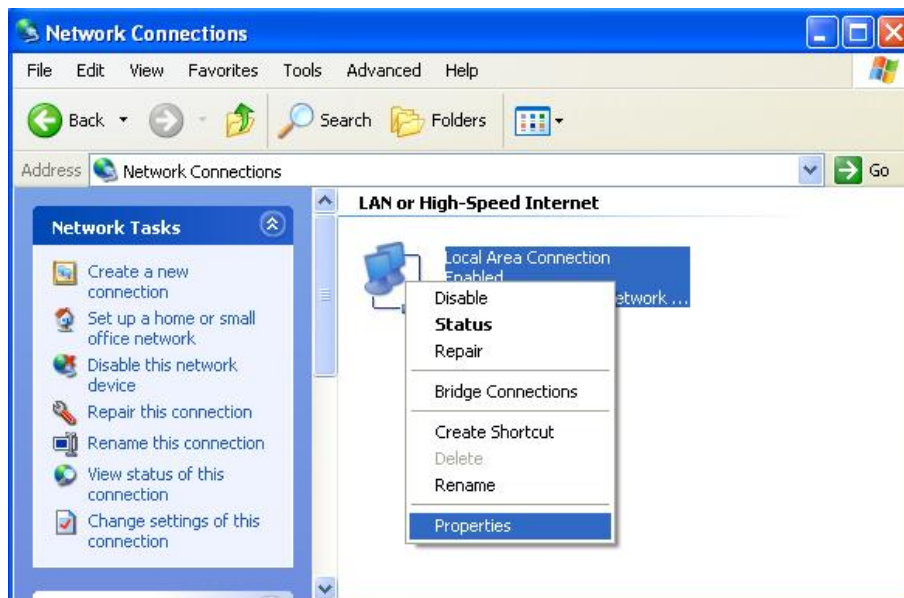 Network Connections
File Edit View Favorites Tools Advanced Help
Back Search Folders
Address Network Connections Go
Network Tasks
Create a new
connection
Set up a home or small
office network
Disable this network
device
Repair this connection
Rename this connection
View status of this
connection
Change settings of this
connection
LAN or High-Speed Internet
Local Area Connection
Enabled
etwork ...
Disable
Status
Repair
Bridge Connections
Create Shortcut
Delete
Rename
Properties